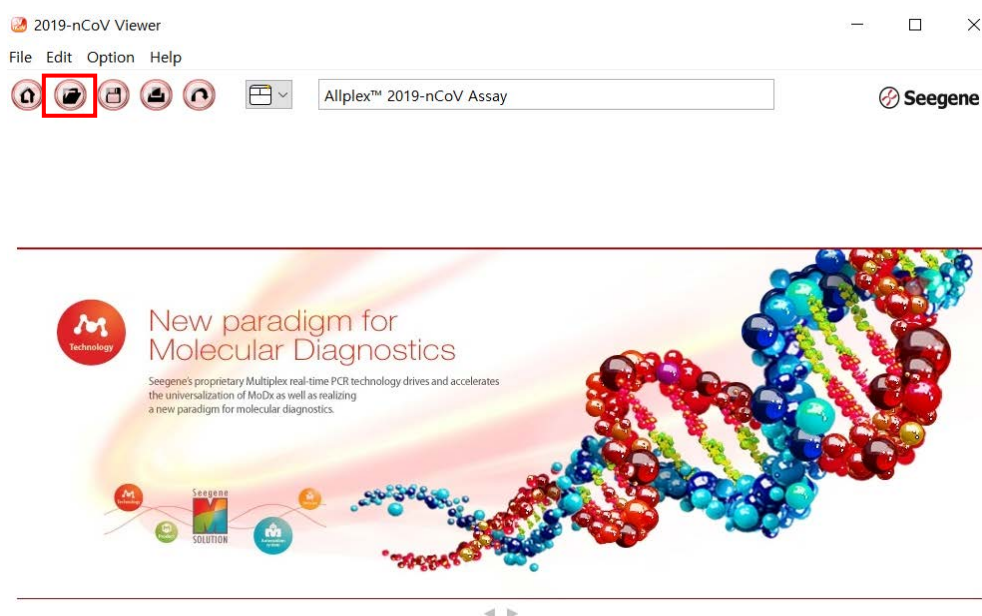 2019-nCoV Viewer
File Edit Option Help
Allplex™ 2019-nCoV Assay
Seegene
Technology
New paradigm for
Molecular Diagnostics
Seegene's proprietary Multiplex real-time PCR technology drives and accelerates
the universalization of MoDx as well as realizing
a new paradigm for molecular diagnostics.
Seegene
SOLUTION